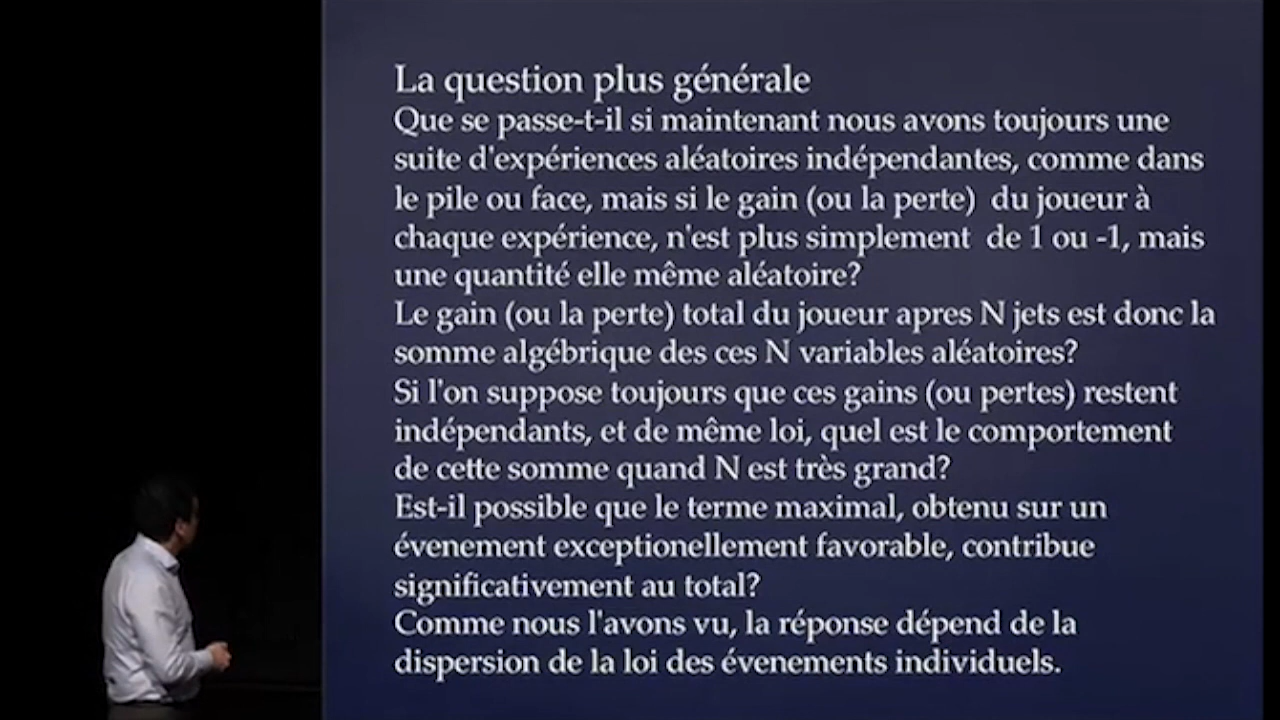 La question plus générale
Que se passe-t-il si maintenant nous avons toujours une
suite d'expériences aléatoires indépendantes, comme dans
le pile ou face, mais si le gain (ou la perte)  du joueur à
chaque expérience, n'est plus simplement  de 1 ou -1, mais
une quantité elle même aléatoire?
Le gain (ou la perte) total du joueur apres N jets est donc la
somme algébrique des ces N variables aléatoires?
Si l'on suppose toujours que ces gains (ou pertes) restent
indépendants, et de même loi, quel est le comportement
de cette somme quand N est très grand?
Est-il possible que le terme maximal, obtenu sur un
évenement exceptionellement favorable, contribue
significativement au total?
Comme nous l'avons vu, la réponse dépend de la
dispersion de la loi des évenements individuels.